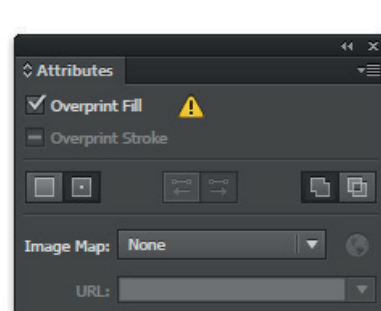 Attributes
Overprint Fill
Overprint Stroke
Image Map: None
URL: